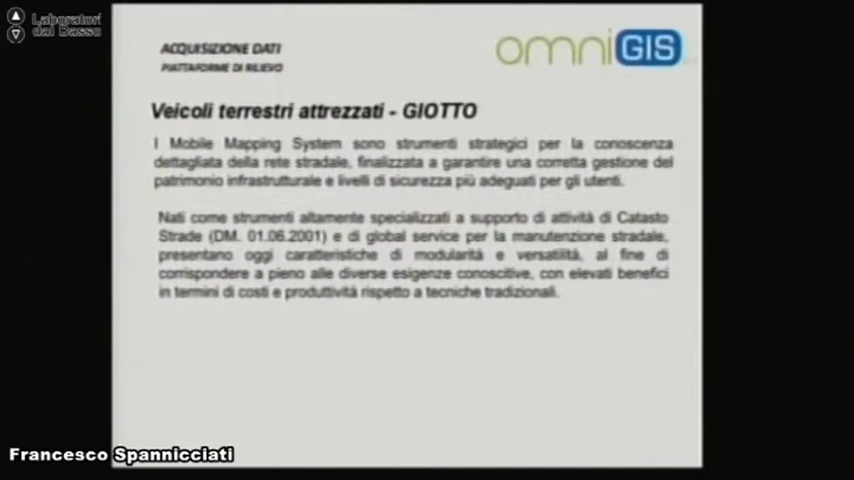 Laboratori
dal Basso
ACQUISIZIONE DATI
PIATTAFORME DI RILIEVO
omniGIS
Veicoli terrestri attrezzati - GIOTTO
I Mobile Mapping System sono strumenti strategici per la conoscenza
dettagliata della rete stradale, finalizzata a garantire una corretta gestione del
patrimonio infrastrutturale e livelli di sicurezza più adeguati per gli utenti.
Nati come strumenti altamente specializzati a supporto di attività di Catasto
Strade (DM. 01.06.2001) e di global service per la manutenzione stradale,
presentano oggi caratteristiche di modularità e versatilità, al fine di
corrispondere a pieno alle diverse esigenze conoscitive, con elevati benefici
in termini di costi e produttività rispetto a tecniche tradizionali.
Francesco Spannicciati